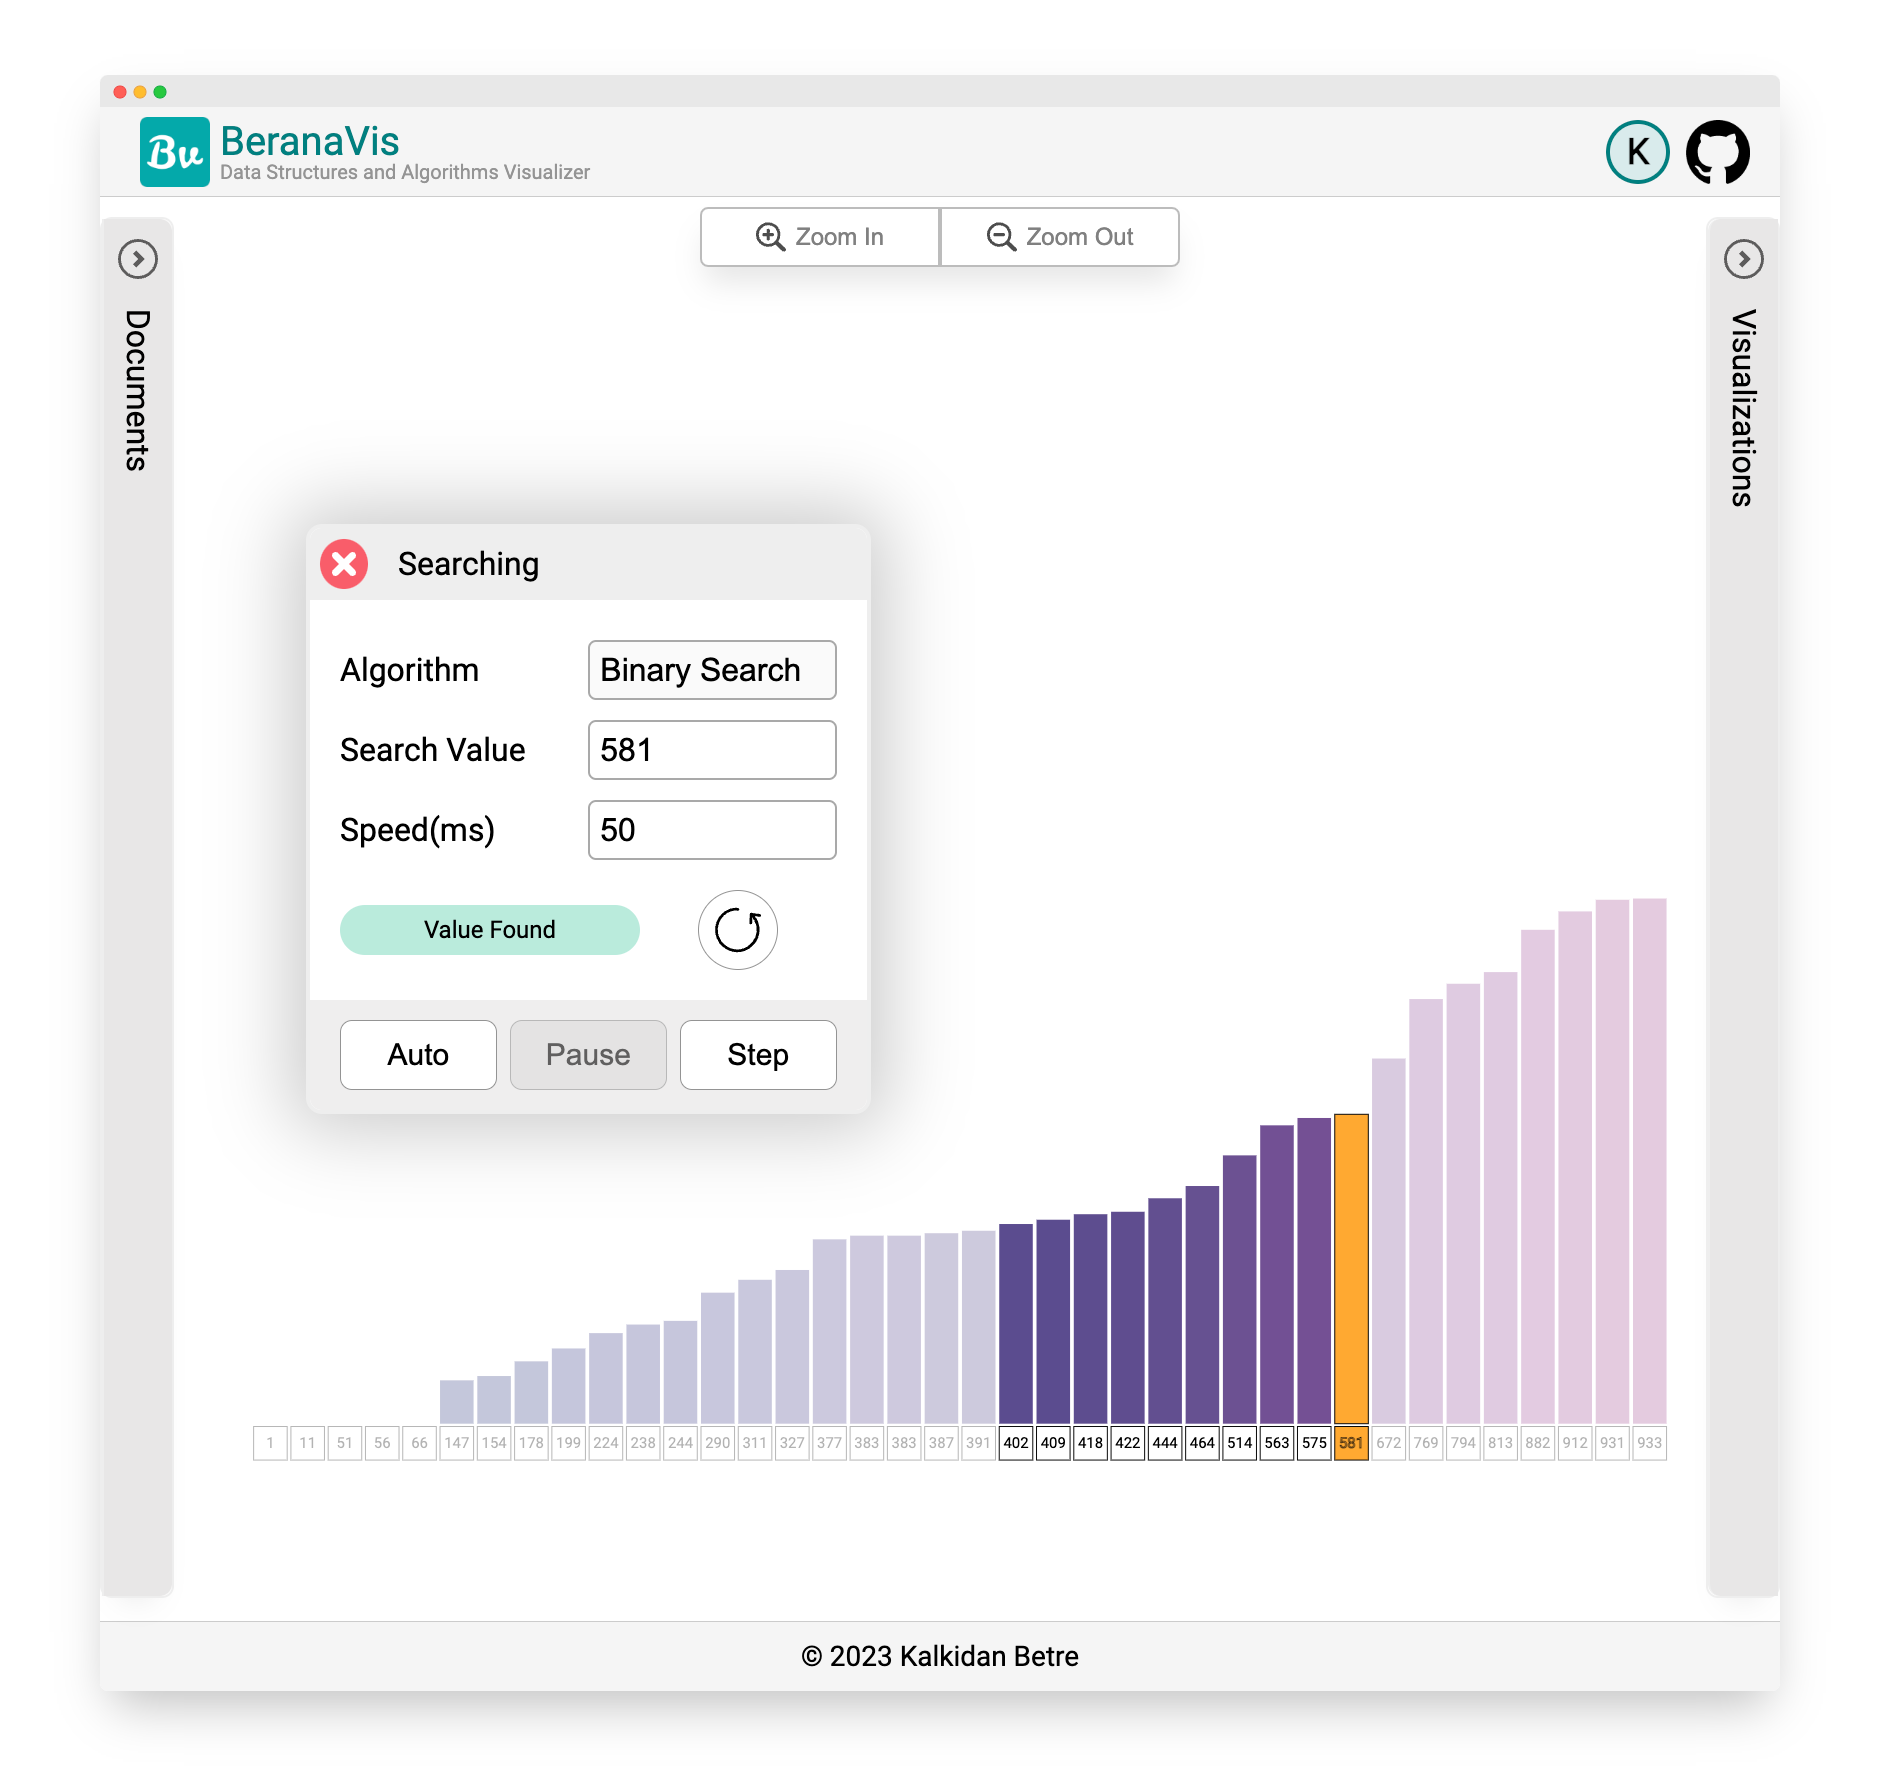 Bv
BeranaVis
Data Structures and Algorithms Visualizer
K
Zoom In
Zoom Out
Documents
Visualizations
Searching
Algorithm
Binary Search
Search Value
581
Speed(ms)
50
Value Found
Auto
Pause
Step
1 11 51 56 66 147 154 178 199 224 238 244 290 311 327 377 383 383 387 391 402 409 418 422 444 464 514 563 575 581 672 769 794 813 882 912 931 933
© 2023 Kalkidan Betre